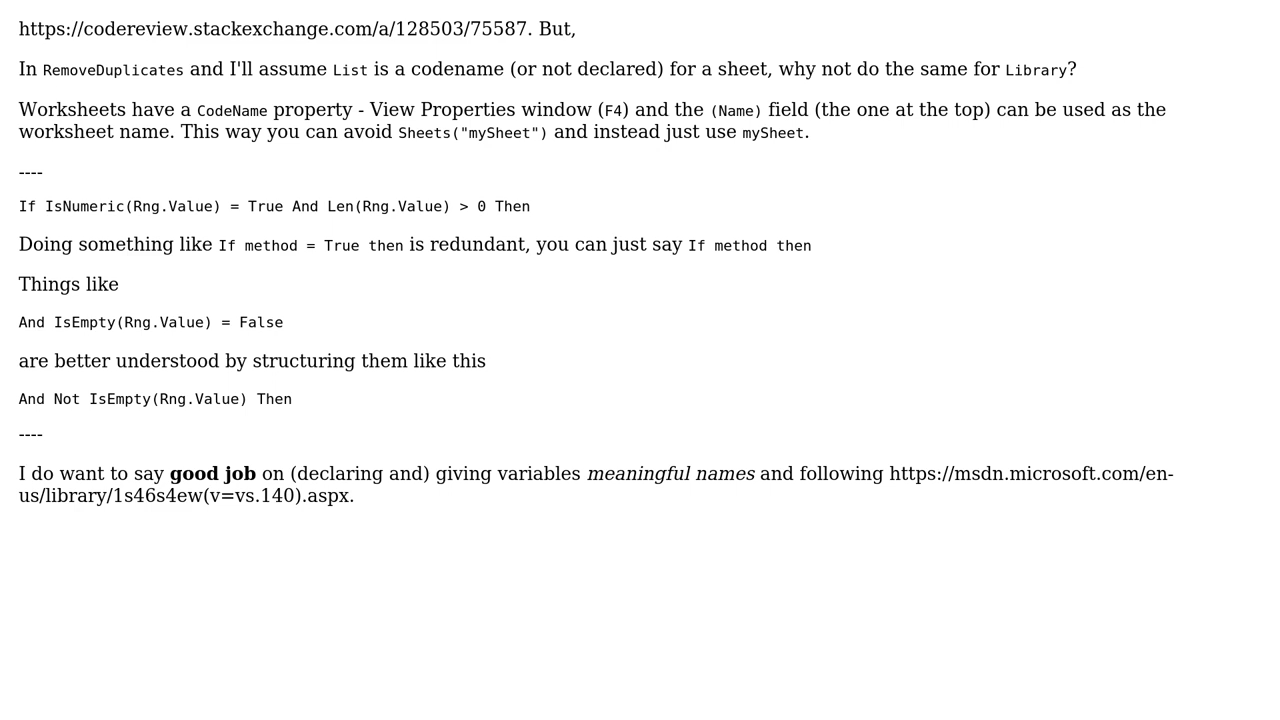 https://codereview.stackexchange.com/a/128503/75587. But,
In RemoveDuplicates and I'll assume List is a codename (or not declared) for a sheet, why not do the same for Library?
Worksheets have a CodeName property - View Properties window (F4) and the (Name) field (the one at the top) can be used as the
worksheet name. This way you can avoid Sheets("mySheet") and instead just use mySheet.
----
If IsNumeric(Rng.Value) = True And Len(Rng.Value) > 0 Then
Doing something like If method = True then is redundant, you can just say If method then
Things like
And IsEmpty(Rng.Value) = False
are better understood by structuring them like this
And Not IsEmpty(Rng.Value) Then
----
I do want to say good job on (declaring and) giving variables meaningful names and following https://msdn.microsoft.com/en-
us/library/1s46s4ew(v=vs.140).aspx.